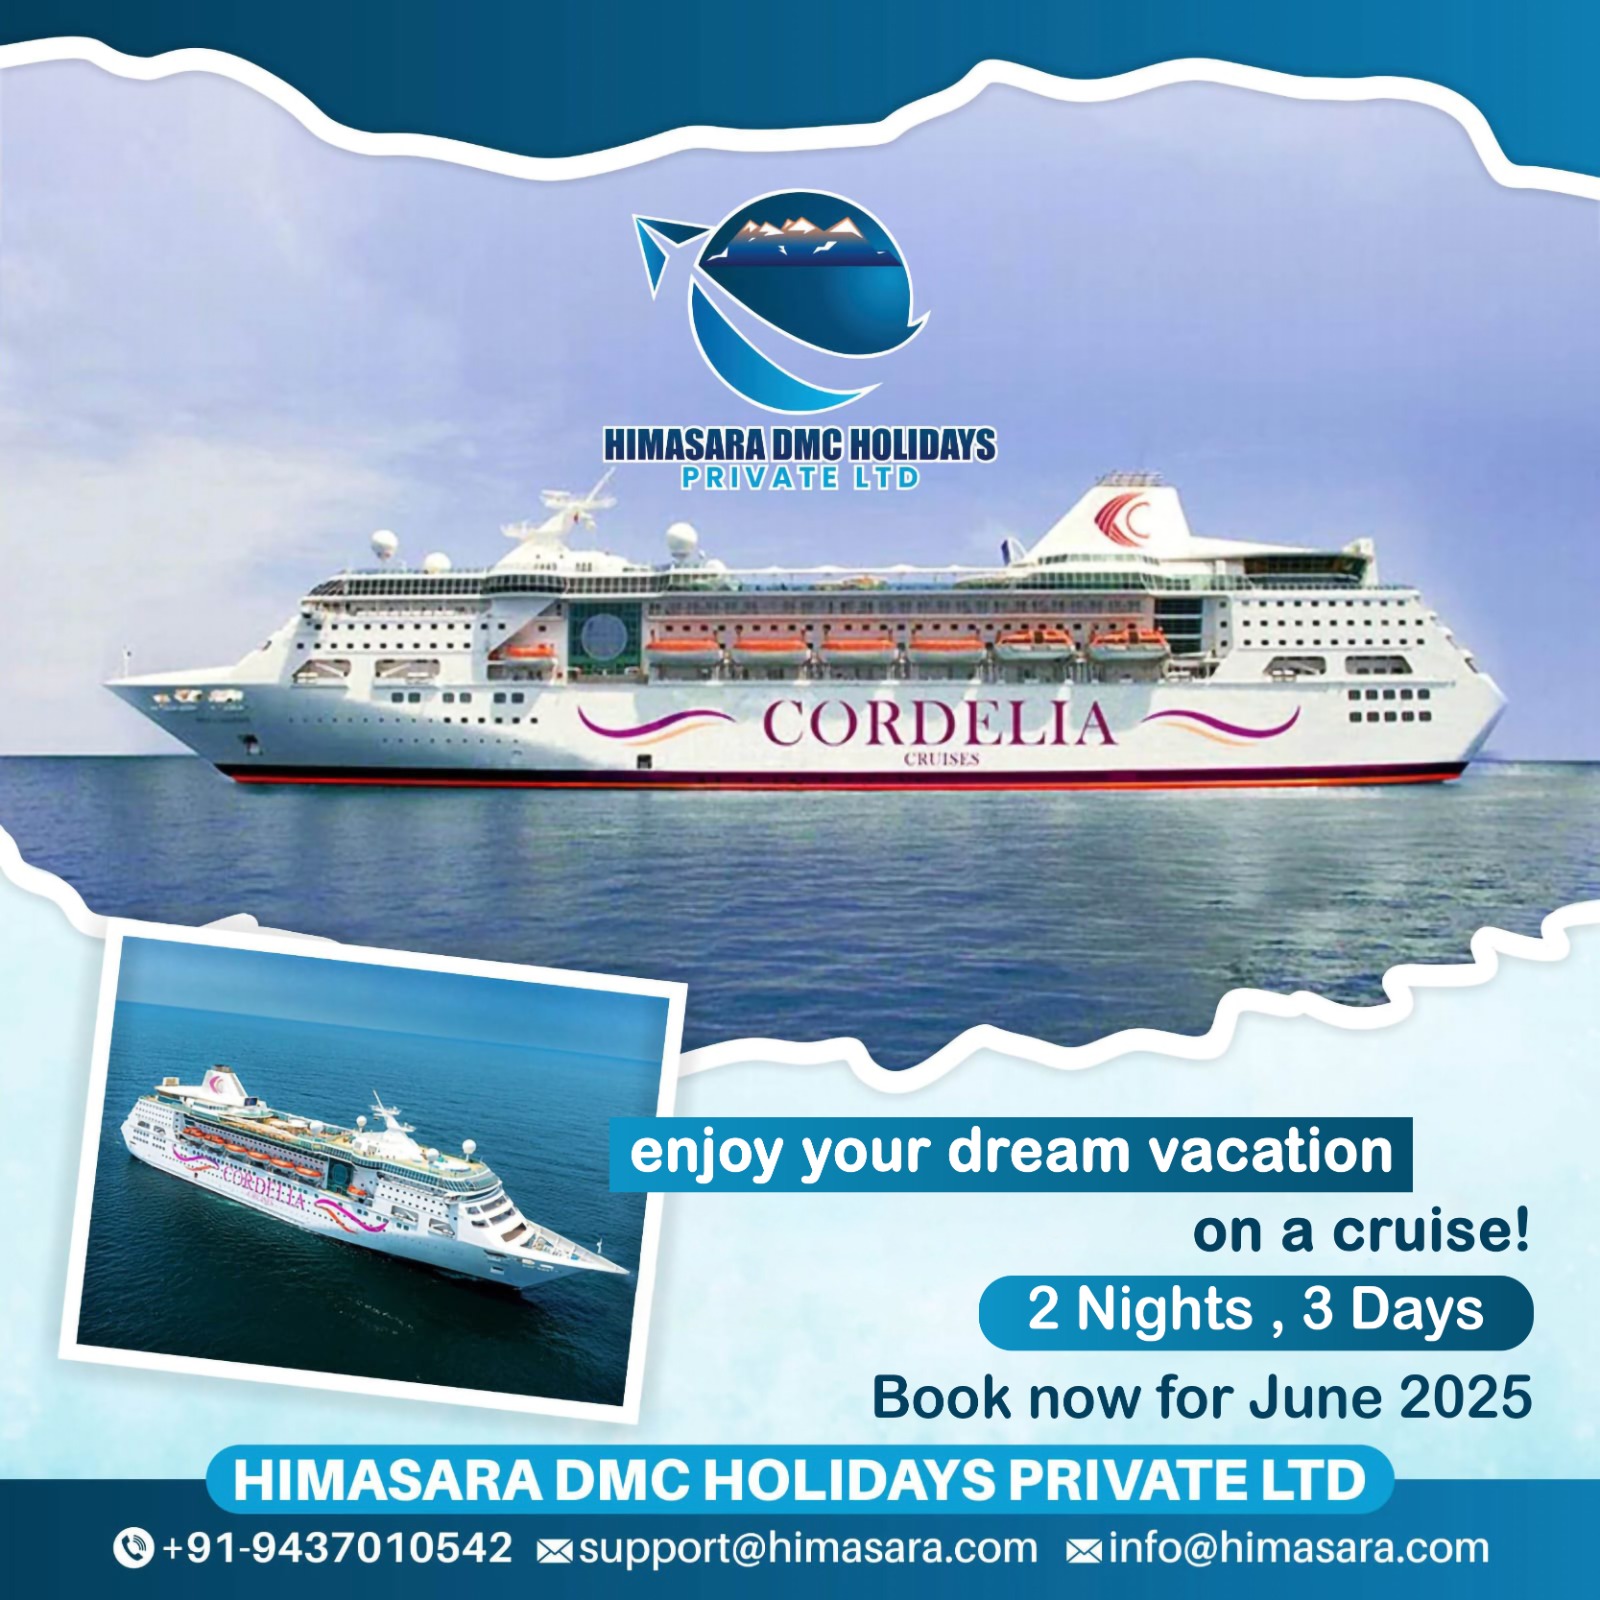 HIMASARA DMC HOLIDAYS
PRIVATE LTD
CORDELIA
CRUISES
CORDELIA
enjoy your dream vacation
on a cruise!
2 Nights , 3 Days
Book now for June 2025
HIMASARA DMC HOLIDAYS PRIVATE LTD
+91-9437010542 support@himasara.com info@himasara.com